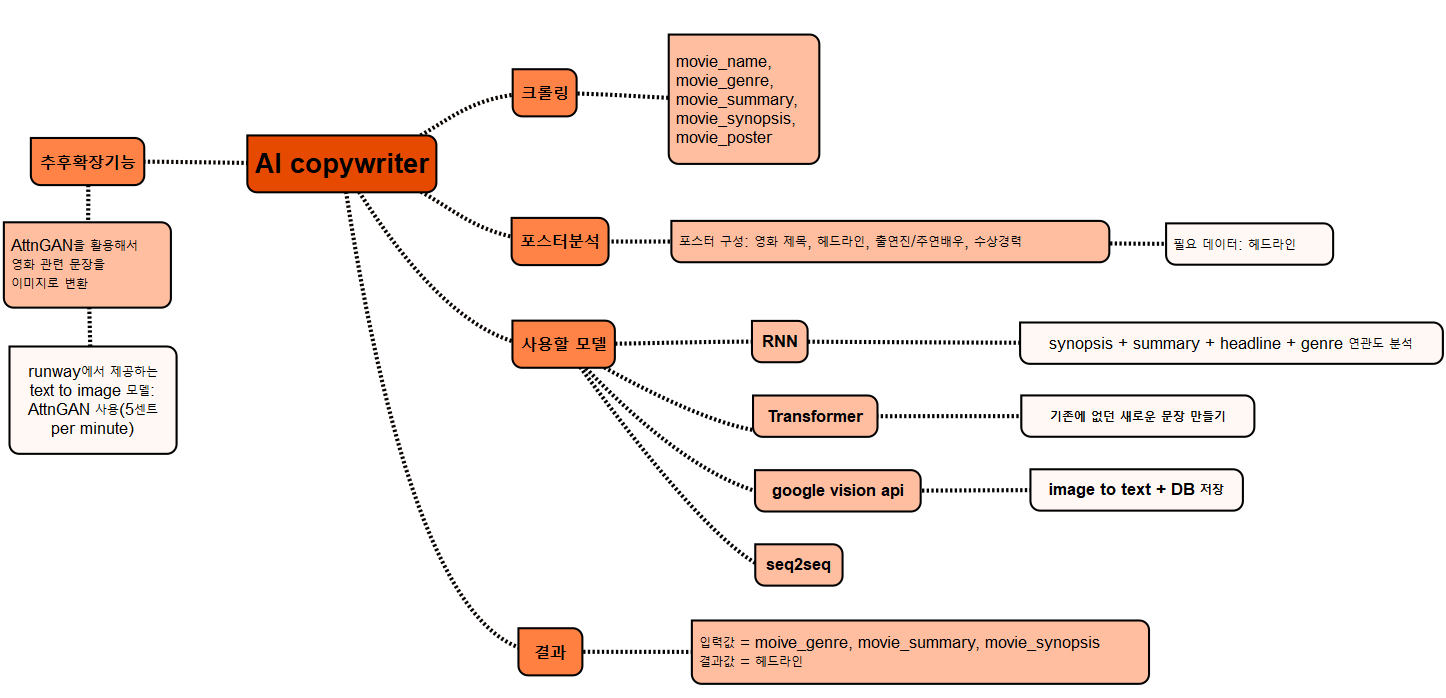 AI copywriter
크롤링
movie_name,
movie_genre,
movie_summary,
movie_synopsis,
movie_poster
추후확장기능
AttnGAN을 활용해서
영화 관련 문장을
이미지로 변환
runway에서 제공하는
text to image 모델:
AttnGAN 사용(5센트
per minute)
포스터분석
포스터 구성: 영화 제목, 헤드라인, 출연진/주연배우, 수상경력
필요 데이터: 헤드라인
사용할 모델
RNN
synopsis + summary + headline + genre 연관도 분석
Transformer
기존에 없던 새로운 문장 만들기
google vision api
image to text + DB 저장
seq2seq
결과
입력값 = moive_genre, movie_summary, movie_synopsis
결과값 = 헤드라인